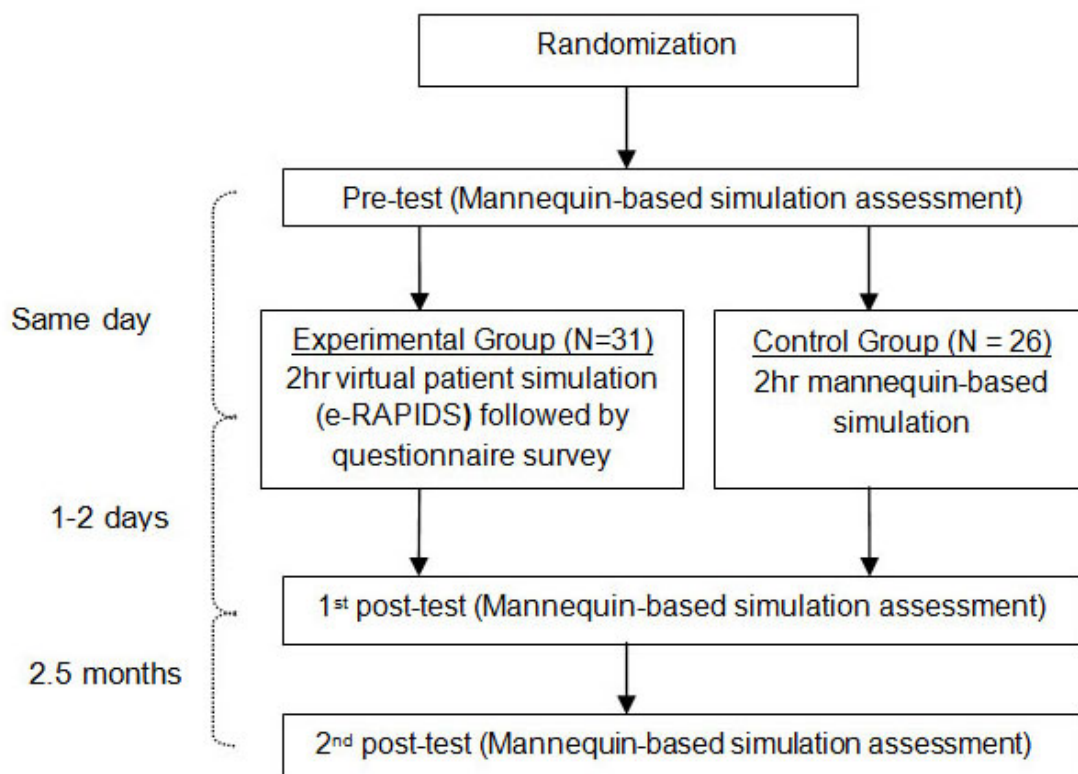 Randomization
Pre-test (Mannequin-based simulation assessment)
Same day
Experimental Group (N=31)
2hr virtual patient simulation
(e-RAPIDS) followed by
questionnaire survey
Control Group (N = 26)
2hr mannequin-based
simulation
1-2 days
1st post-test (Mannequin-based simulation assessment)
2.5 months
2nd post-test (Mannequin-based simulation assessment)